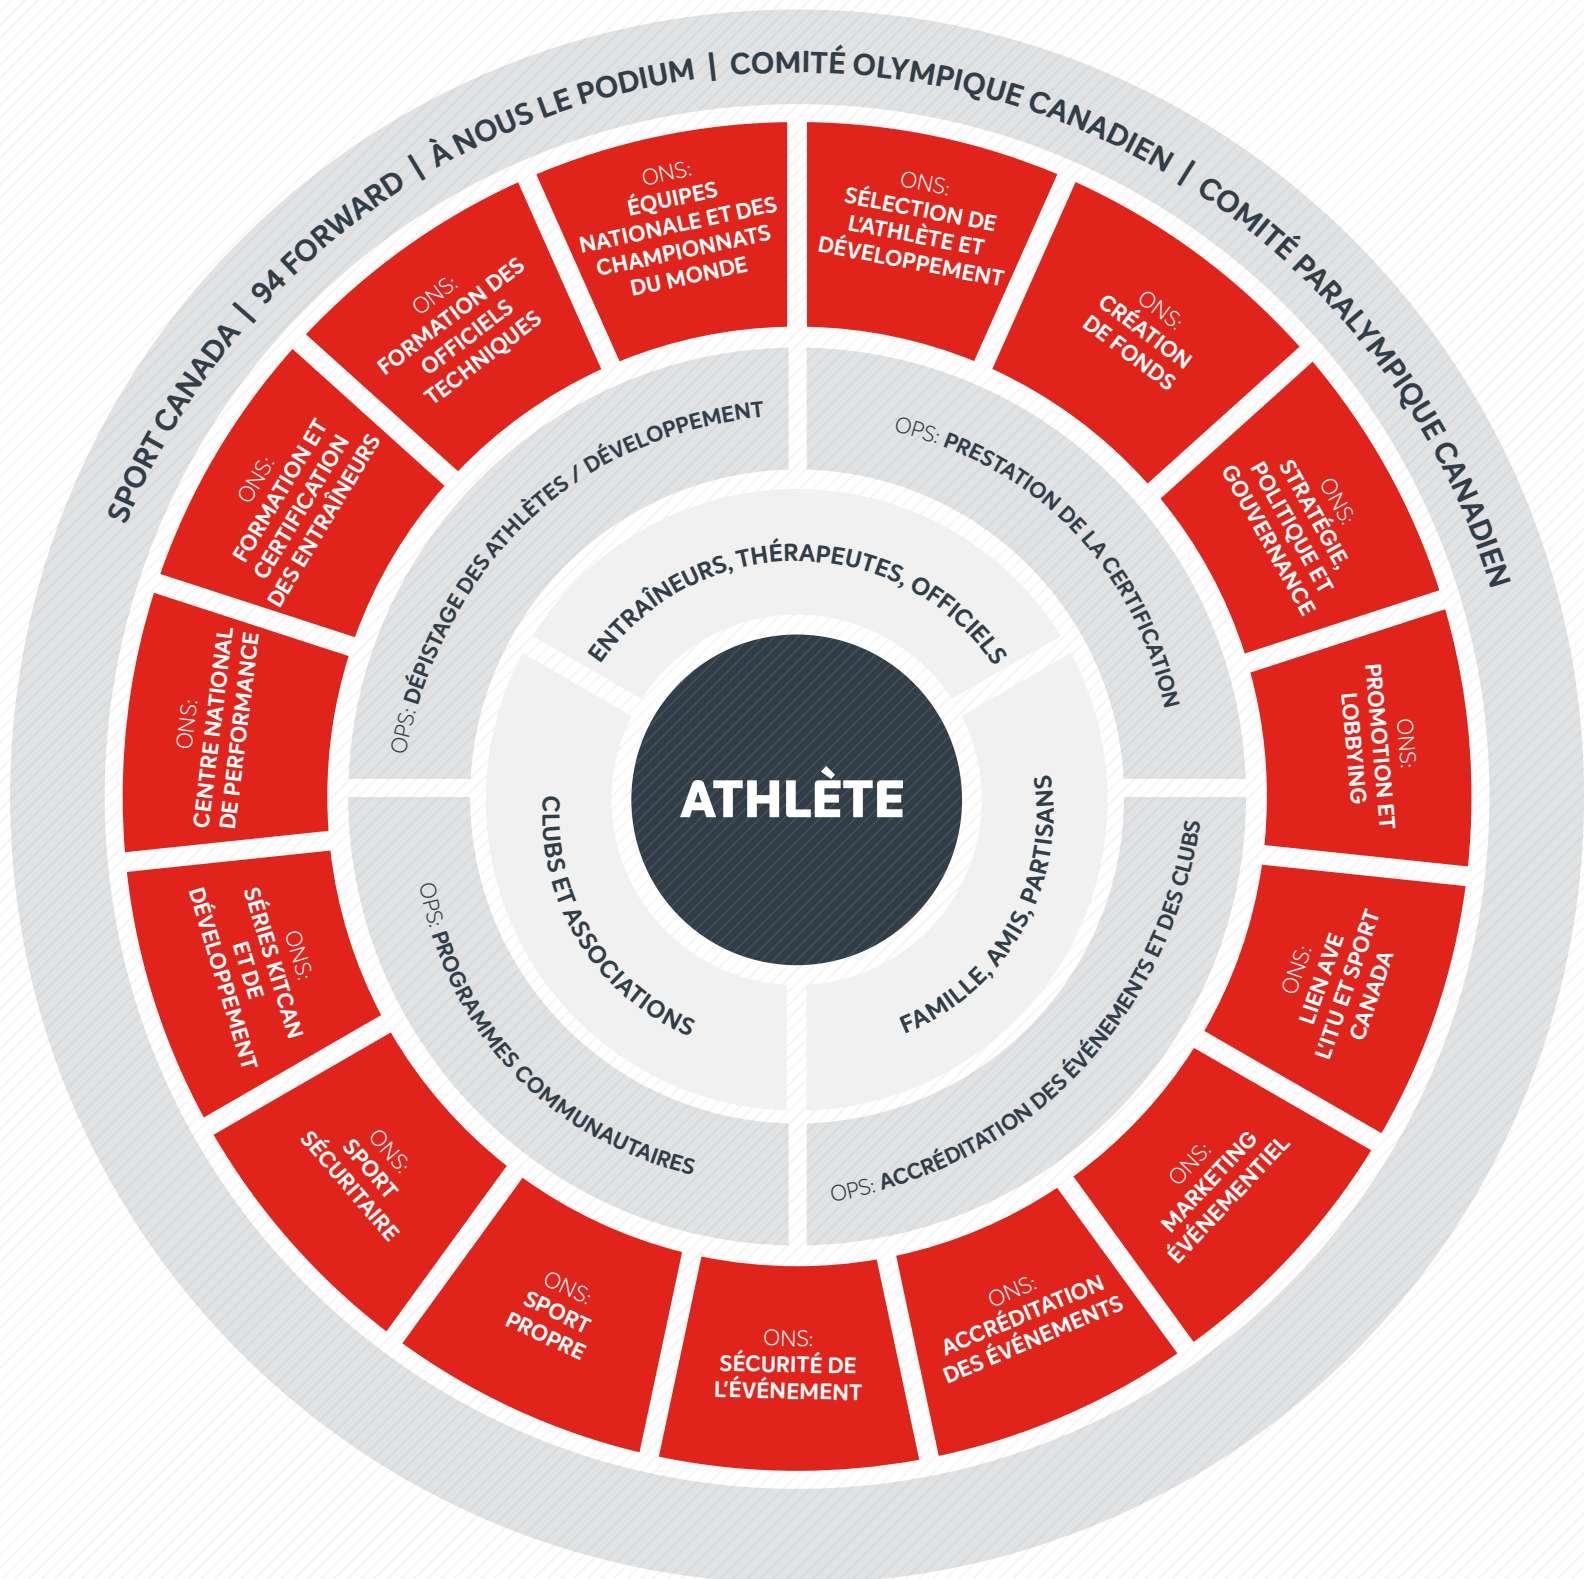 SPORT CANADA | 94 FORWARD | À NOUS LE PODIUM | COMITÉ OLYMPIQUE CANADIEN | COMITÉ PARALYMPIQUE CANADIEN
ONS:
ÉQUIPES
NATIONALE ET DES
CHAMPIONNATS
DU MONDE
ONS:
SÉLECTION DE
L'ATHLÈTE ET
DÉVELOPPEMENT
ONS:
CRÉATION
DE FONDS
ONS:
STRATÉGIE,
POLITIQUE ET
GOUVERNANCE
ONS:
PROMOTION ET
LOBBYING
ONS:
LIEN AVE
L'ITU ET SPORT
CANADA
ONS:
MARKETING
ÉVÉNEMENTIEL
ONS:
ACCRÉDITATION
DES ÉVÉNEMENTS
ONS:
SÉCURITÉ DE
L'ÉVÉNEMENT
ONS:
SPORT
PROPRE
ONS:
SPORT
SÉCURITAIRE
ONS:
SÉRIES KITCAN
ET DE
DÉVELOPPEMENT
ONS:
CENTRE NATIONAL
DE PERFORMANCE
ONS:
FORMATION ET
CERTIFICATION
DES ENTRAÎNEURS
ONS:
FORMATION DES
OFFICIELS
TECHNIQUES
OPS: DÉPISTAGE DES ATHLÈTES / DÉVELOPPEMENT
OPS: PRESTATION DE LA CERTIFICATION
OPS: ACCRÉDITATION DES ÉVÉNEMENTS ET DES CLUBS
OPS: PROGRAMMES COMMUNAUTAIRES
ENTRAÎNEURS, THÉRAPEUTES, OFFICIELS
FAMILLE, AMIS, PARTISANS
CLUBS ET ASSOCIATIONS
ATHLÈTE